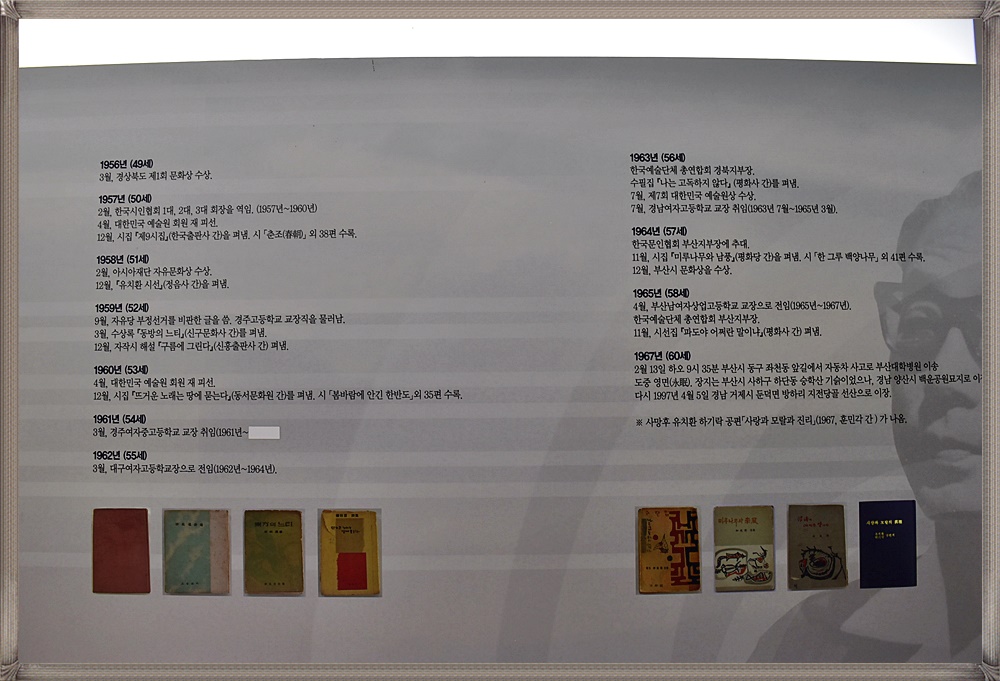 1956년 (49세)
3월, 경상북도 제1회 문화상 수상.
1957년 (50세)
2월, 한국시인협회 1대, 2대, 3대 회장을 역임. (1957년~1960년)
4월, 대한민국 예술원 회원 재 피선.
12월, 시집 『제9시집』(한국출판사 간)을 펴냄. 시 「춘조(春朝)」 외 38편 수록.
1958년 (51세)
2월, 아시아재단 자유문화상 수상.
12월, 『유치환 시선』(정음사 간)을 펴냄.
1959년 (52세)
9월, 자유당 부정선거를 비판한 글을 씀. 경주고등학교 교장직을 물러남.
3월, 수상록 『동방의 느티』(신구문화사 간)를 펴냄.
12월, 자작시 해설 『구름에 그린다』(신흥출판사 간)를 펴냄.
1960년 (53세)
4월, 대한민국 예술원 회원 재 피선.
12월, 시집 『뜨거운 노래는 땅에 묻는다』(동서문화원 간)를 펴냄. 시 「봄바람에 안긴 한반도」외 35편 수록.
1961년 (54세)
3월, 경주여자중고등학교 교장 취임(1961년~
1962년 (55세)
3월, 대구여자고등학교장으로 전임(1962년~1964년).
1963년 (56세)
한국예술단체 총연합회 경북지부장.
수필집 『나는 고독하지 않다』(평화사 간)를 펴냄.
7월, 제7회 대한민국 예술원상 수상.
7월, 경남여자고등학교 교장 취임(1963년 7월~1965년 3월).
1964년 (57세)
한국문인협회 부산지부장에 추대.
11월, 시집 『미루나무와 남풍』(평화당 간)을 펴냄. 시 「한 그루 백양나무」 외 41편 수록.
12월, 부산시 문화상을 수상.
1965년 (58세)
4월, 부산남여자상업고등학교 교장으로 전임(1965년~1967년).
한국예술단체 총연합회 부산지부장.
11월, 시선집 『파도야 어쩌란 말이냐』(평화사 간)를 펴냄.
1967년 (60세)
2월 13일 하오 9시 35분 부산시 동구 좌천동 앞길에서 자동차 사고로 부산대학병원 이송
도중 영면(永眠). 장지는 부산시 사하구 하단동 승학산 기슭이었으나, 경남 양산시 백운공원묘지로 이
다시 1997년 4월 5일 경남 거제시 둔덕면 방하리 지전당골 선산으로 이장.
※ 사망후 유치환 하기락 공편 「사랑과 모랄과 진리」(1967, 훈민각 간 ) 가 나옴.